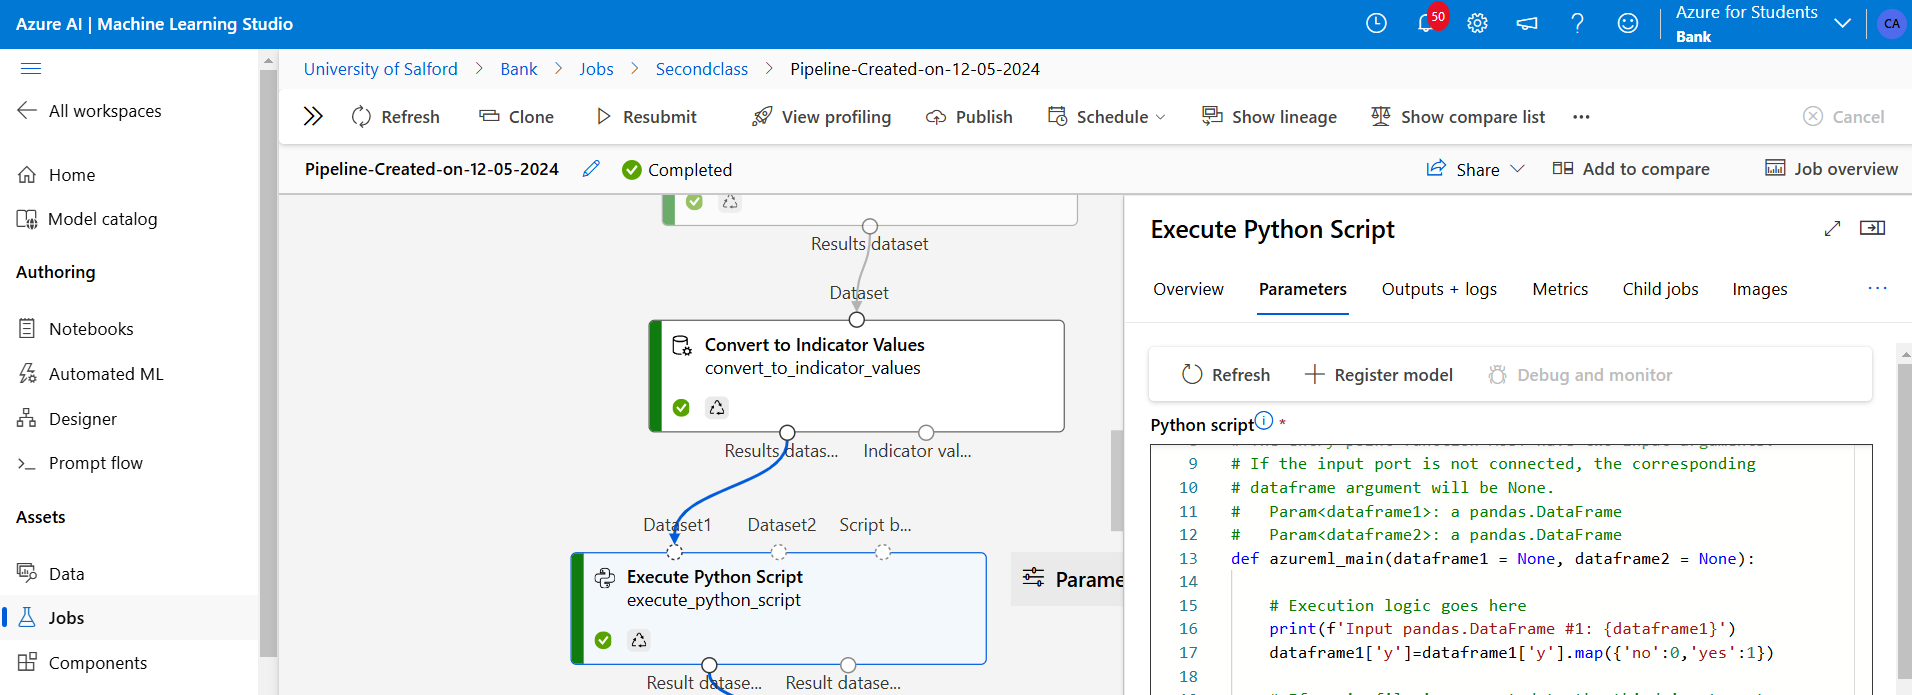 Azure AI | Machine Learning Studio
50
Azure for Students
Bank
CA
All workspaces
Home
Model catalog
Authoring
Notebooks
Automated ML
Designer
Prompt flow
Assets
Data
Jobs
Components
University of Salford > Bank > Jobs > Secondclass > Pipeline-Created-on-12-05-2024
Refresh Clone Resubmit View profiling Publish Schedule Show lineage Show compare list ··· Cancel
Pipeline-Created-on-12-05-2024 Completed Share Add to compare Job overview
Results dataset
Dataset
Convert to Indicator Values
convert_to_indicator_values
Results datas... Indicator val...
Dataset1 Dataset2 Script b...
Execute Python Script
execute_python_script
Parame
Result datase... Result datase...
Execute Python Script
Overview Parameters Outputs + logs Metrics Child jobs Images ···
Refresh Register model Debug and monitor
Python script *
9 # If the input port is not connected, the corresponding
10 # dataframe argument will be None.
11 #   Param<dataframe1>: a pandas.DataFrame
12 #   Param<dataframe2>: a pandas.DataFrame
13 def azureml_main(dataframe1 = None, dataframe2 = None):
14
15     # Execution logic goes here
16     print(f'Input pandas.DataFrame #1: {dataframe1}')
17     dataframe1['y']=dataframe1['y'].map({'no':0,'yes':1})
18